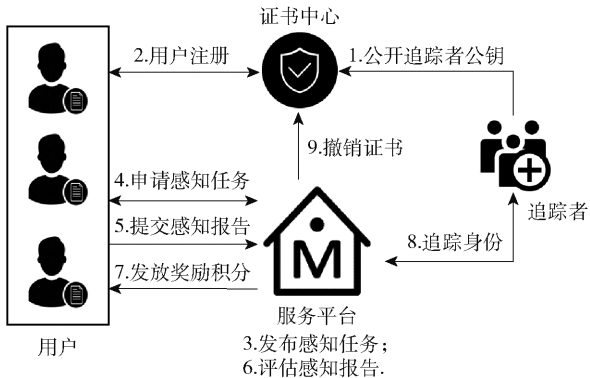 证书中心
2.用户注册
1.公开追踪者公钥
9.撤销证书
4.申请感知任务
追踪者
5.提交感知报告
8.追踪身份
M
7.发放奖励积分
服务平台
用户
3.发布感知任务;
6.评估感知报告.